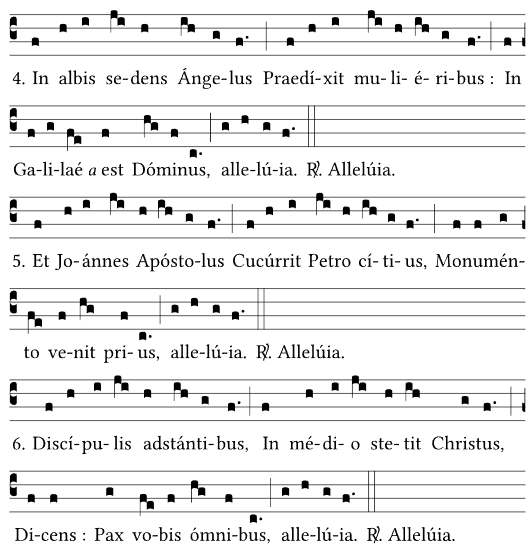 4. In albis se-dens Ánge-lus Praedí-xit mu-li-é-ri-bus : In
Ga-li-laé a est Dóminus, alle-lú-ia. ℟. Allelúia.
5. Et Jo-ánnes Apósto-lus Cucúrrit Petro cí-ti-us, Monumén-
to ve-nit pri-us, alle-lú-ia. ℟. Allelúia.
6. Discí-pu-lis adstánti-bus, In mé-di-o ste-tit Christus,
Di-cens : Pax vo-bis ómni-bus, alle-lú-ia. ℟. Allelúia.